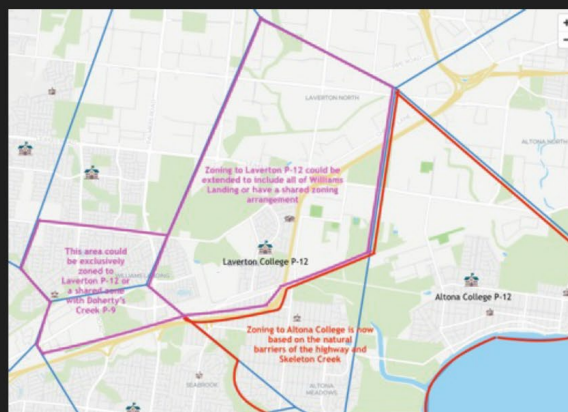 +
−
LAVERTON NORTH
ALTONA NORTH
Zoning to Laverton P-12 could be
extended to include all of Williams
Landing or have a shared zoning
arrangement
This area could
be exclusively
zoned to
Laverton P-12 or
a shared zone
with Doherty's
Creek P-9
WILLIAMS LANDING
Laverton College P-12
Altona College P-12
Zoning to Altona College is now
based on the natural
barriers of the highway and
Skeleton Creek
SEABROOK
ALTONA
MEADOWS